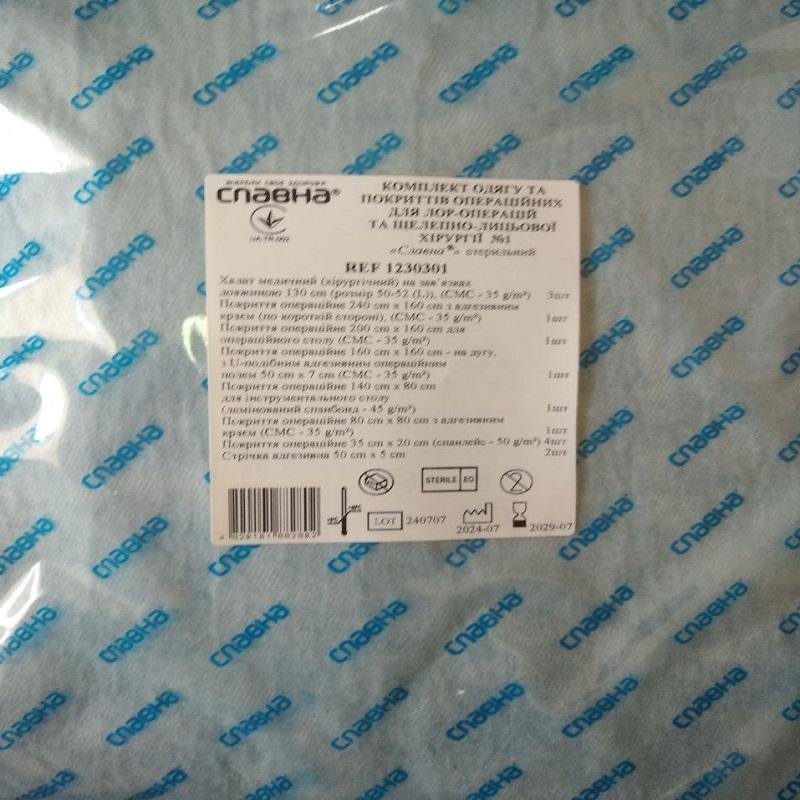 ЗБЕРЕЖИ СВОЄ ЗДОРОВ'Я
славна®
UA.TR.002
КОМПЛЕКТ ОДЯГУ ТА
ПОКРИТТІВ ОПЕРАЦІЙНИХ
ДЛЯ ЛОР-ОПЕРАЦІЙ
ТА ЩЕЛЕПНО-ЛИЦЬОВОЇ
ХІРУРГІЇ №1
«Славна®» стерильний
REF 1230301
Халат медичний (хірургічний) на зав'язках
довжиною 130 cm (розмір 50-52 (L)), (СМС - 35 g/m²) 3шт
Покриття операційне 240 cm x 160 cm з адгезивним
краєм (по короткій стороні), (СМС - 35 g/m²) 1шт
Покриття операційне 200 cm x 160 cm для
операційного столу (СМС - 35 g/m²) 1шт
Покриття операційне 160 cm x 160 cm - на дугу,
з U-подібним адгезивним операційним
полем 50 cm x 7 cm (СМС - 35 g/m²) 1шт
Покриття операційне 140 cm x 80 cm
для інструментального столу
(ламінований спанбонд - 45 g/m²) 1шт
Покриття операційне 80 cm x 80 cm з адгезивним
краєм (СМС - 35 g/m²) 1шт
Покриття операційне 35 cm x 20 cm (спанлейс - 50 g/m²) 4шт
Стрічка адгезивна 50 cm x 5 cm 2шт
STERILE EO
2
LOT 240707
2024-07
2029-07